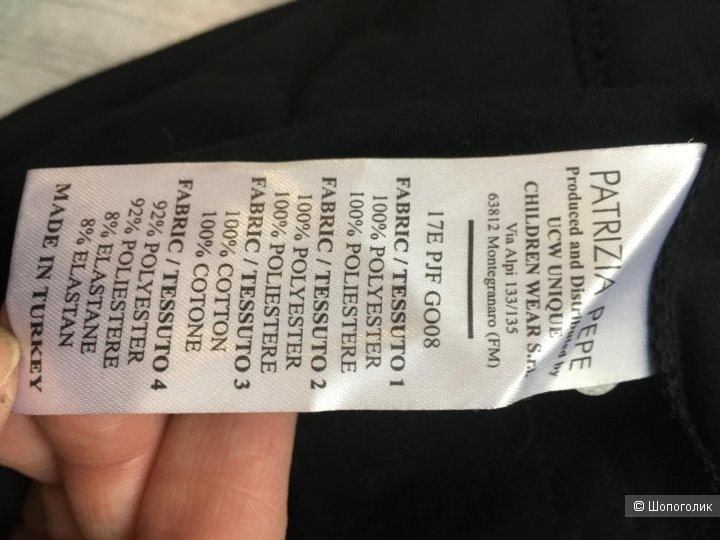 PATRIZIA PEPE
Produced and Distributed by
UCW UNIQUE
CHILDREN WEAR S.r.l.
Via Alpi 133/135
63812 Montegranaro (FM)
17E PJF GO08
FABRIC / TESSUTO 1
100% POLYESTER
100% POLIESTERE
FABRIC / TESSUTO 2
100% POLYESTER
100% POLIESTERE
FABRIC / TESSUTO 3
100% COTTON
100% COTONE
FABRIC / TESSUTO 4
92% POLYESTER
92% POLIESTERE
8% ELASTANE
8% ELASTAN
MADE IN TURKEY
© Шопоголик